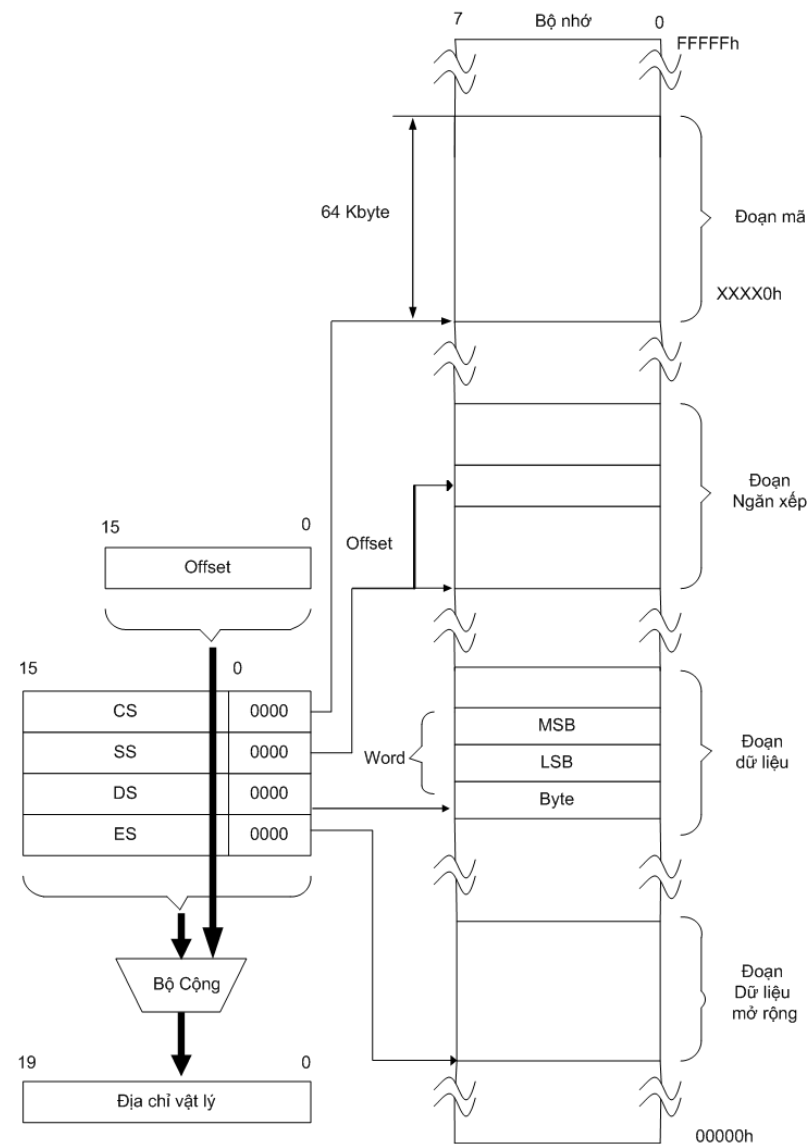 7 Bộ nhớ 0
FFFFFh
64 Kbyte
Đoạn mã
XXXX0h
Đoạn
Ngăn xếp
15 0
Offset
Offset
15 0
CS 0000
SS 0000
DS 0000
ES 0000
Word
MSB
LSB
Byte
Đoạn
dữ liệu
Bộ Cộng
Đoạn
Dữ liệu
mở rộng
19 0
Địa chỉ vật lý
00000h